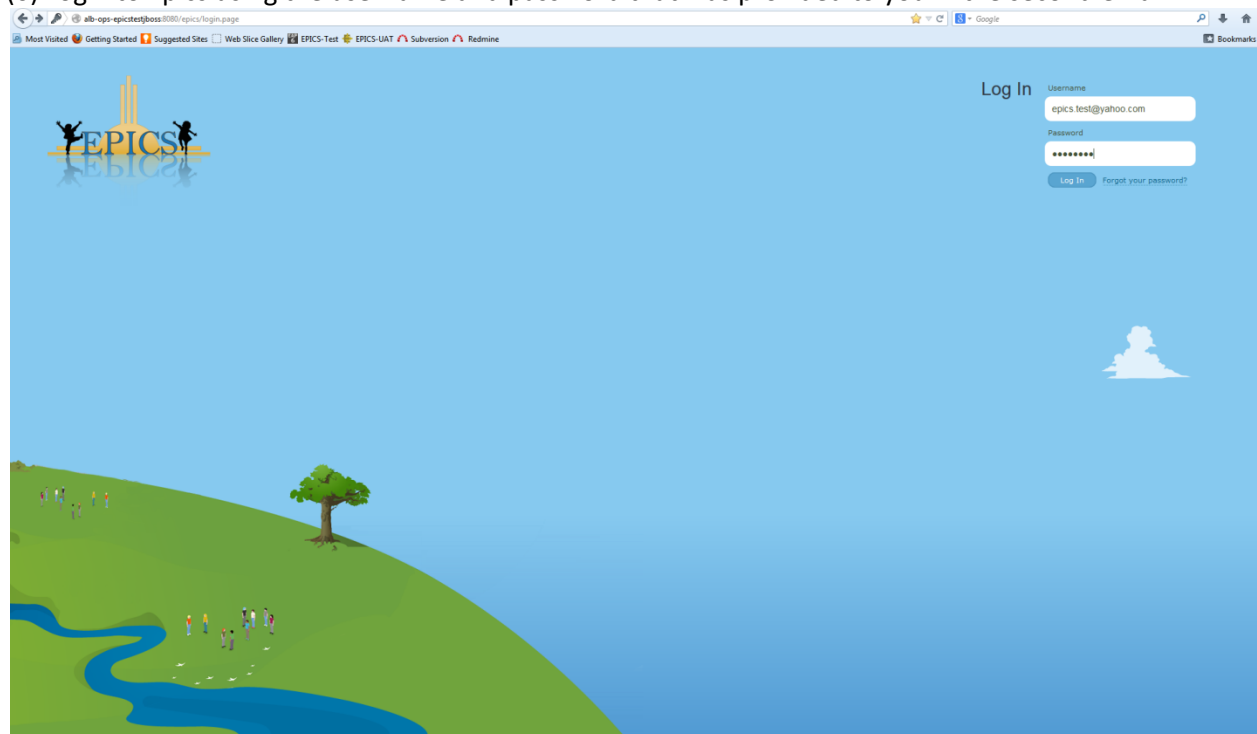 alb-ops-epicstestjboss:8080/epics/login.page
Google
Most Visited Getting Started Suggested Sites Web Slice Gallery EPICS-Test EPICS-UAT Subversion Redmine
Bookmarks
EPICS
Log In
Username
epics.test@yahoo.com
Password
Log In Forgot your password?